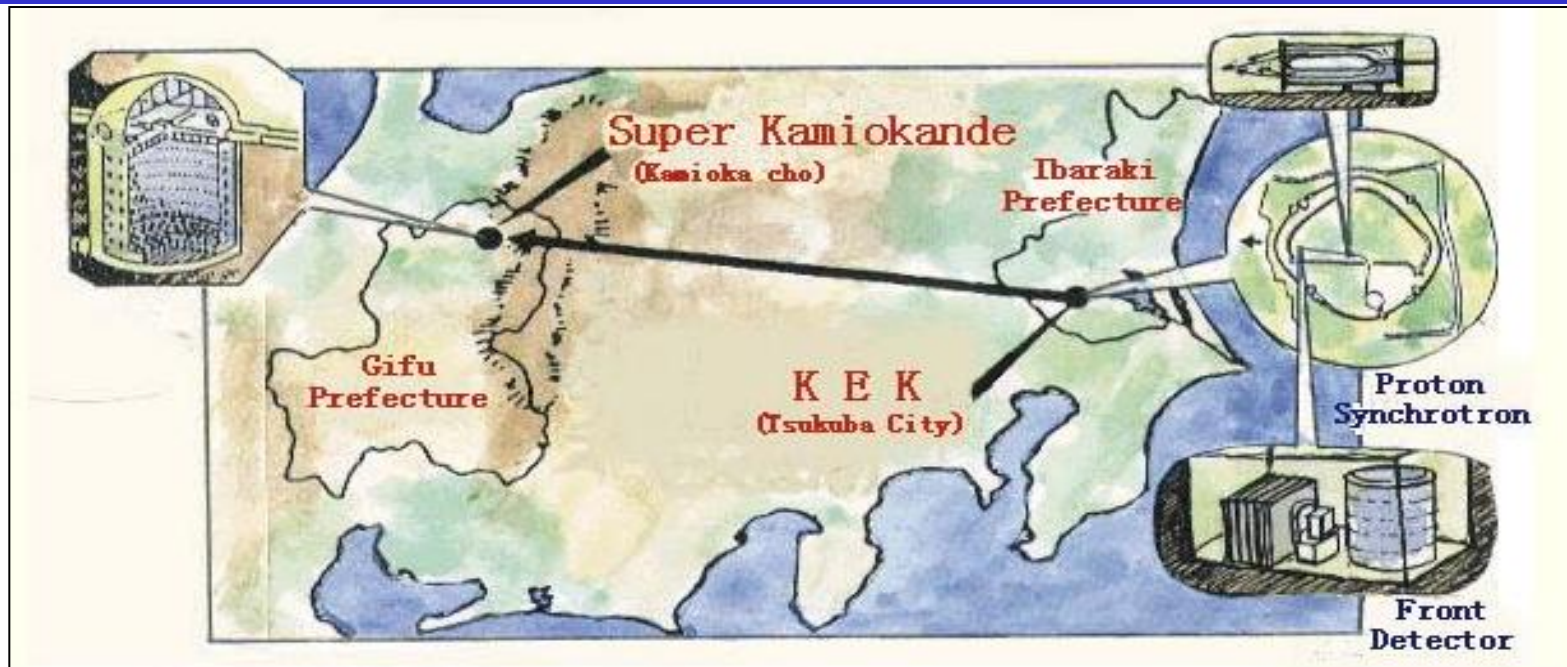 Super Kamiokande
(Kamioka cho)
Ibaraki
Prefecture
Gifu
Prefecture
K E K
(Tsukuba City)
Proton
Synchrotron
Front
Detector